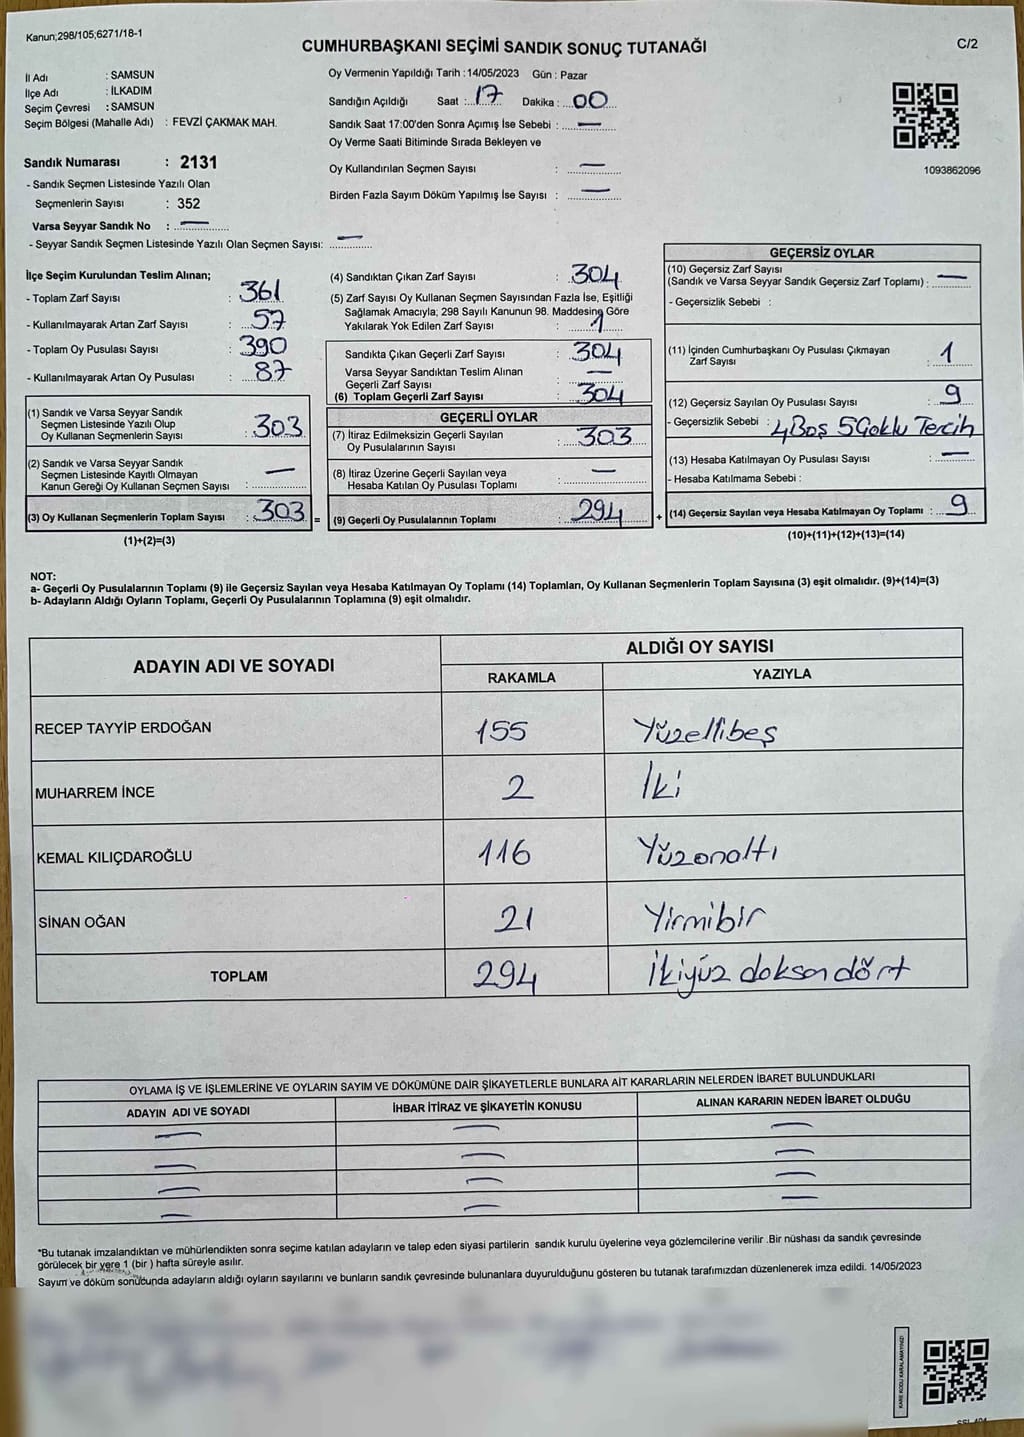 Kanun;298/105;6271/18-1
CUMHURBAŞKANI SEÇİMİ SANDIK SONUÇ TUTANAĞI
C/2
İl Adı : SAMSUN
İlçe Adı : İLKADIM
Seçim Çevresi : SAMSUN
Seçim Bölgesi (Mahalle Adı) : FEVZİ ÇAKMAK MAH.
Oy Vermenin Yapıldığı Tarih : 14/05/2023 Gün : Pazar
Sandığın Açıldığı Saat : 17 Dakika : 00
Sandık Saat 17:00'den Sonra Açımış İse Sebebi : —
Oy Verme Saati Bitiminde Sırada Bekleyen ve
Oy Kullandırılan Seçmen Sayısı : —
Birden Fazla Sayım Döküm Yapılmış İse Sayısı : —
1093862096
Sandık Numarası : 2131
- Sandık Seçmen Listesinde Yazılı Olan
Seçmenlerin Sayısı : 352
Varsa Seyyar Sandık No : —
- Seyyar Sandık Seçmen Listesinde Yazılı Olan Seçmen Sayısı: —
İlçe Seçim Kurulundan Teslim Alınan;
- Toplam Zarf Sayısı : 361
- Kullanılmayarak Artan Zarf Sayısı : 57
- Toplam Oy Pusulası Sayısı : 390
- Kullanılmayarak Artan Oy Pusulası : 87
(1) Sandık ve Varsa Seyyar Sandık
Seçmen Listesinde Yazılı Olup
Oy Kullanan Seçmenlerin Sayısı : 303
(2) Sandık ve Varsa Seyyar Sandık
Seçmen Listesinde Kayıtlı Olmayan
Kanun Gereği Oy Kullanan Seçmen Sayısı : —
(3) Oy Kullanan Seçmenlerin Toplam Sayısı : 303 =
(1)+(2)=(3)
(4) Sandıktan Çıkan Zarf Sayısı : 304
(5) Zarf Sayısı Oy Kullanan Seçmen Sayısından Fazla İse, Eşitliği
Sağlamak Amacıyla; 298 Sayılı Kanunun 98. Maddesine Göre
Yakılarak Yok Edilen Zarf Sayısı : 1
Sandıkta Çıkan Geçerli Zarf Sayısı : 304
Varsa Seyyar Sandıktan Teslim Alınan
Geçerli Zarf Sayısı : —
(6) Toplam Geçerli Zarf Sayısı : 304
GEÇERLİ OYLAR
(7) İtiraz Edilmeksizin Geçerli Sayılan
Oy Pusulalarının Sayısı : 303
(8) İtiraz Üzerine Geçerli Sayılan veya
Hesaba Katılan Oy Pusulası Toplamı : —
(9) Geçerli Oy Pusulalarının Toplamı : 294 +
GEÇERSİZ OYLAR
(10) Geçersiz Zarf Sayısı
(Sandık ve Varsa Seyyar Sandık Geçersiz Zarf Toplamı) : —
- Geçersizlik Sebebi :
(11) İçinden Cumhurbaşkanı Oy Pusulası Çıkmayan
Zarf Sayısı : 1
(12) Geçersiz Sayılan Oy Pusulası Sayısı : 9
- Geçersizlik Sebebi : 4 Boş 5 Çoklu Tercih
(13) Hesaba Katılmayan Oy Pusulası Sayısı : —
- Hesaba Katılmama Sebebi :
(14) Geçersiz Sayılan veya Hesaba Katılmayan Oy Toplamı : 9
(10)+(11)+(12)+(13)=(14)
NOT:
a- Geçerli Oy Pusulalarının Toplamı (9) ile Geçersiz Sayılan veya Hesaba Katılmayan Oy Toplamı (14) Toplamları, Oy Kullanan Seçmenlerin Toplam Sayısına (3) eşit olmalıdır. (9)+(14)=(3)
b- Adayların Aldığı Oyların Toplamı, Geçerli Oy Pusulalarının Toplamına (9) eşit olmalıdır.
ADAYIN ADI VE SOYADI
ALDIĞI OY SAYISI
RAKAMLA YAZIYLA
RECEP TAYYİP ERDOĞAN 155 Yüzellibeş
MUHARREM İNCE 2 İki
KEMAL KILIÇDAROĞLU 116 Yüzonaltı
SİNAN OĞAN 21 Yirmibir
TOPLAM 294 İkiyüz doksan dört
OYLAMA İŞ VE İŞLEMLERİNE VE OYLARIN SAYIM VE DÖKÜMÜNE DAİR ŞİKAYETLERLE BUNLARA AİT KARARLARIN NELERDEN İBARET BULUNDUKLARI
ADAYIN ADI VE SOYADI İHBAR İTİRAZ VE ŞİKAYETİN KONUSU ALINAN KARARIN NEDEN İBARET OLDUĞU
— — —
— — —
— — —
— — —
*Bu tutanak imzalandıktan ve mühürlendikten sonra seçime katılan adayların ve talep eden siyasi partilerin sandık kurulu üyelerine veya gözlemcilerine verilir .Bir nüshası da sandık çevresinde
görülecek bir yere 1 (bir ) hafta süreyle asılır.
Sayım ve döküm sonucunda adayların aldığı oyların sayılarını ve bunların sandık çevresinde bulunanlara duyurulduğunu gösteren bu tutanak tarafımızdan düzenlenerek imza edildi. 14/05/2023
KARE KODU KARALAMAYINIZ!